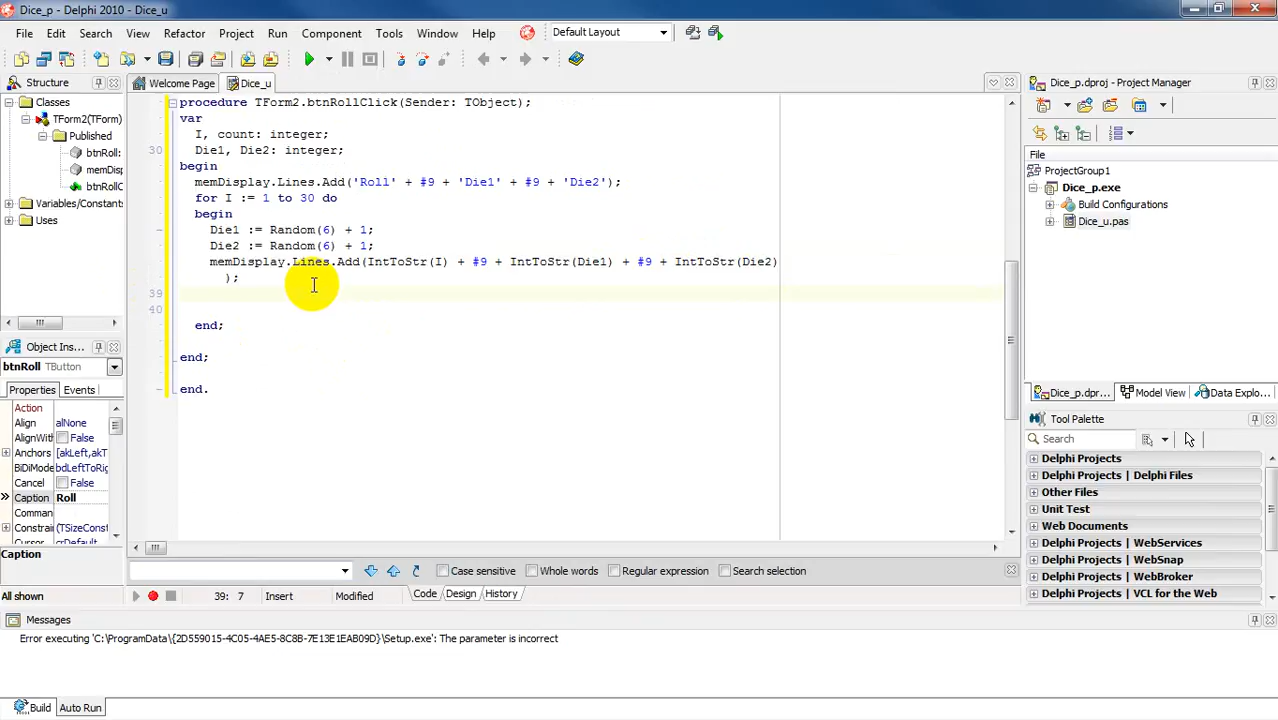 Dice_p - Delphi 2010 - Dice_u
File Edit Search View Refactor Project Run Component Tools Window Help Default Layout
Structure
Welcome Page Dice_u
Dice_p.dproj - Project Manager
Classes
TForm2(TForm)
Published
btnRoll:
memDisp
btnRollC
Variables/Constants
Uses
procedure TForm2.btnRollClick(Sender: TObject);
var
I, count: integer;
30 Die1, Die2: integer;
begin
memDisplay.Lines.Add('Roll' + #9 + 'Die1' + #9 + 'Die2');
for I := 1 to 30 do
begin
Die1 := Random(6) + 1;
Die2 := Random(6) + 1;
memDisplay.Lines.Add(IntToStr(I) + #9 + IntToStr(Die1) + #9 + IntToStr(Die2)
);
39
40
end;
end;
end.
File
ProjectGroup1
Dice_p.exe
Build Configurations
Dice_u.pas
Dice_p.dpr... Model View Data Explo...
Object Ins...
btnRoll TButton
Properties Events
Action
Align alNone
AlignWith False
Anchors [akLeft,akT
BiDiMode bdLeftToRig
Cancel False
Caption Roll
Comman
Constrain (TSizeConst
Cursor crDefault
Caption
All shown
Tool Palette
Search
Delphi Projects
Delphi Projects | Delphi Files
Other Files
Unit Test
Web Documents
Delphi Projects | WebServices
Delphi Projects | WebSnap
Delphi Projects | WebBroker
VCL for the Web
Case sensitive Whole words Regular expression Search selection
39: 7 Insert Modified Code Design History
Messages
Error executing 'C:\ProgramData\{2D559015-4C05-4AE5-8C8B-7E13E1EAB09D}\Setup.exe': The parameter is incorrect
Build Auto Run